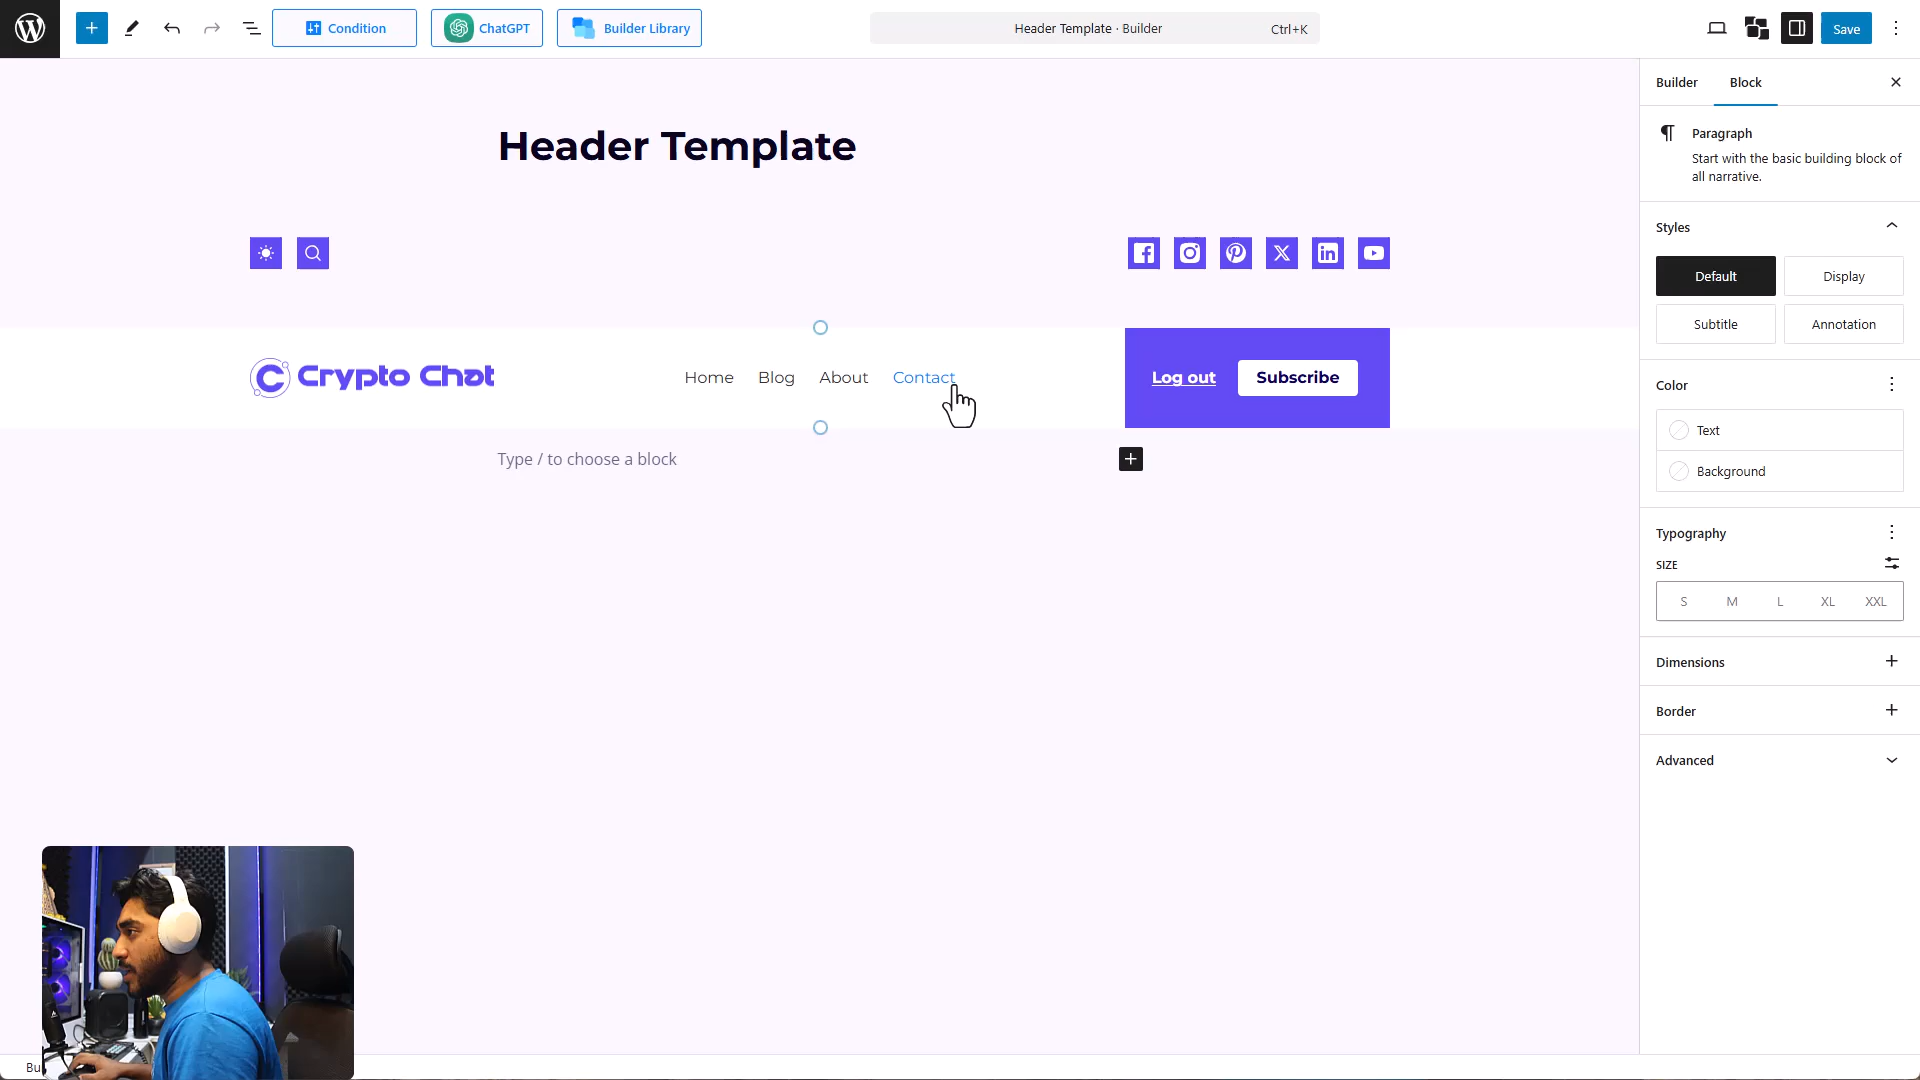 Condition
ChatGPT
Builder Library
Header Template · Builder
Ctrl+K
Save
Builder
Block
Header Template
Paragraph
Start with the basic building block of
all narrative.
Styles
Default
Display
Subtitle
Annotation
Crypto Chat
Home
Blog
About
Contact
Log out
Subscribe
Type / to choose a block
Color
Text
Background
Typography
SIZE
S
M
L
XL
XXL
Dimensions
Border
Advanced